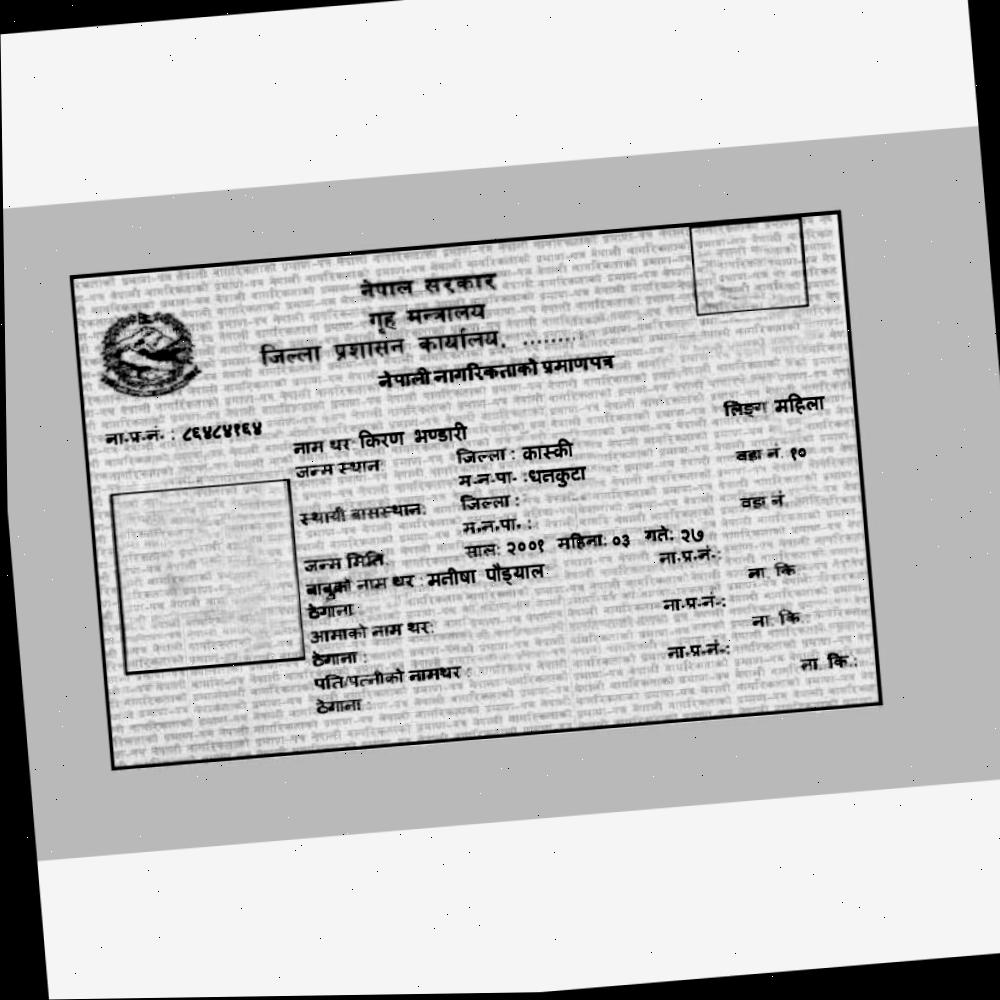 नेपाल सरकार
गृह मन्त्रालय
जिल्ला प्रशासन कार्यालय, ........
नेपाली नागरिकताको प्रमाणपत्र
लिङ्ग महिला
ना.प्र.नं. : ८६४८४१६४
नाम थर: किरण भण्डारी
जन्म स्थान: जिल्ला : कास्की वडा नं. १०
म.न.पा. : धनकुटा
स्थायी बासस्थान: जिल्ला : वडा नं.
म.न.पा. :
जन्म मिति: साल: २००१ महिना: ०३ गते: २७
बाबुको नाम थर : मनीषा पौड्याल ना.प्र.नं.:
ठेगाना : ना. कि.
आमाको नाम थर: ना.प्र.नं.:
ठेगाना : ना. कि.:
पति/पत्नीको नामथर : ना.प्र.नं.:
ठेगाना : ना. कि.: